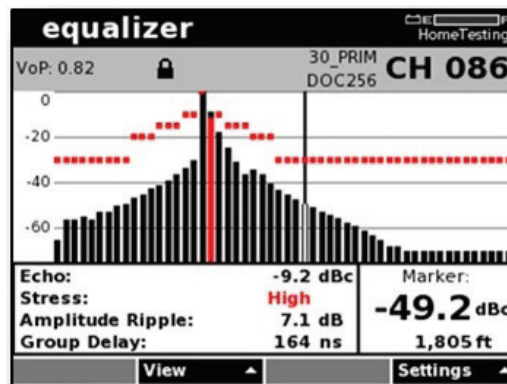 equalizer
E F
HomeTesting
VoP: 0.82
30_PRIM
DOC256
CH 086
0
-20
-40
-60
Echo: -9.2 dBc
Stress: High
Amplitude Ripple: 7.1 dB
Group Delay: 164 ns
Marker:
-49.2 dBc
1,805 ft
View
Settings